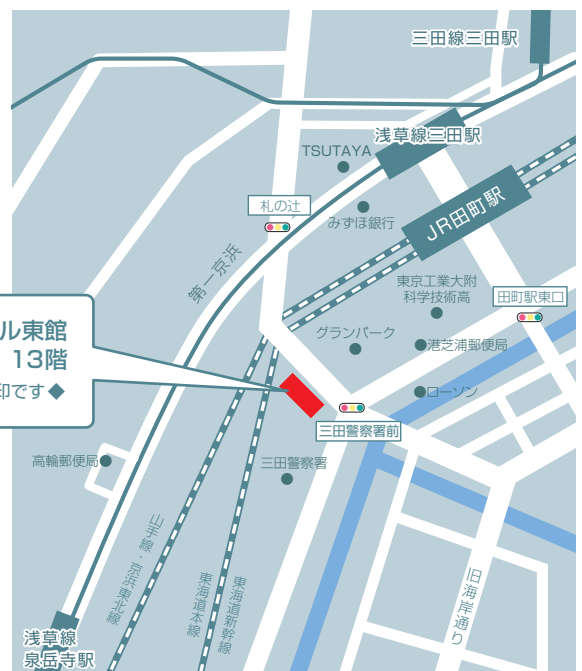 三田線三田駅
浅草線三田駅
TSUTAYA
札の辻
みずほ銀行
JR田町駅
第一京浜
東京工業大附
科学技術高
田町駅東口
ル東館
13階
印です◆
グランパーク
港芝浦郵便局
ローソン
三田警察署前
高輪郵便局
三田警察署
山手線・京浜東北線
東海道本線
東海道新幹線
旧海岸通り
浅草線
泉岳寺駅